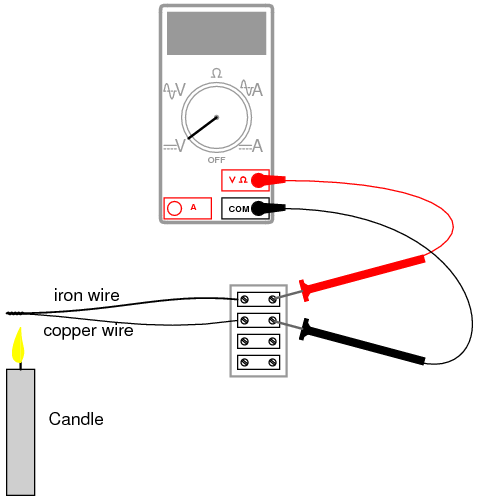 Ω
V A
V A
OFF
V Ω
A
COM
iron wire
copper wire
Candle